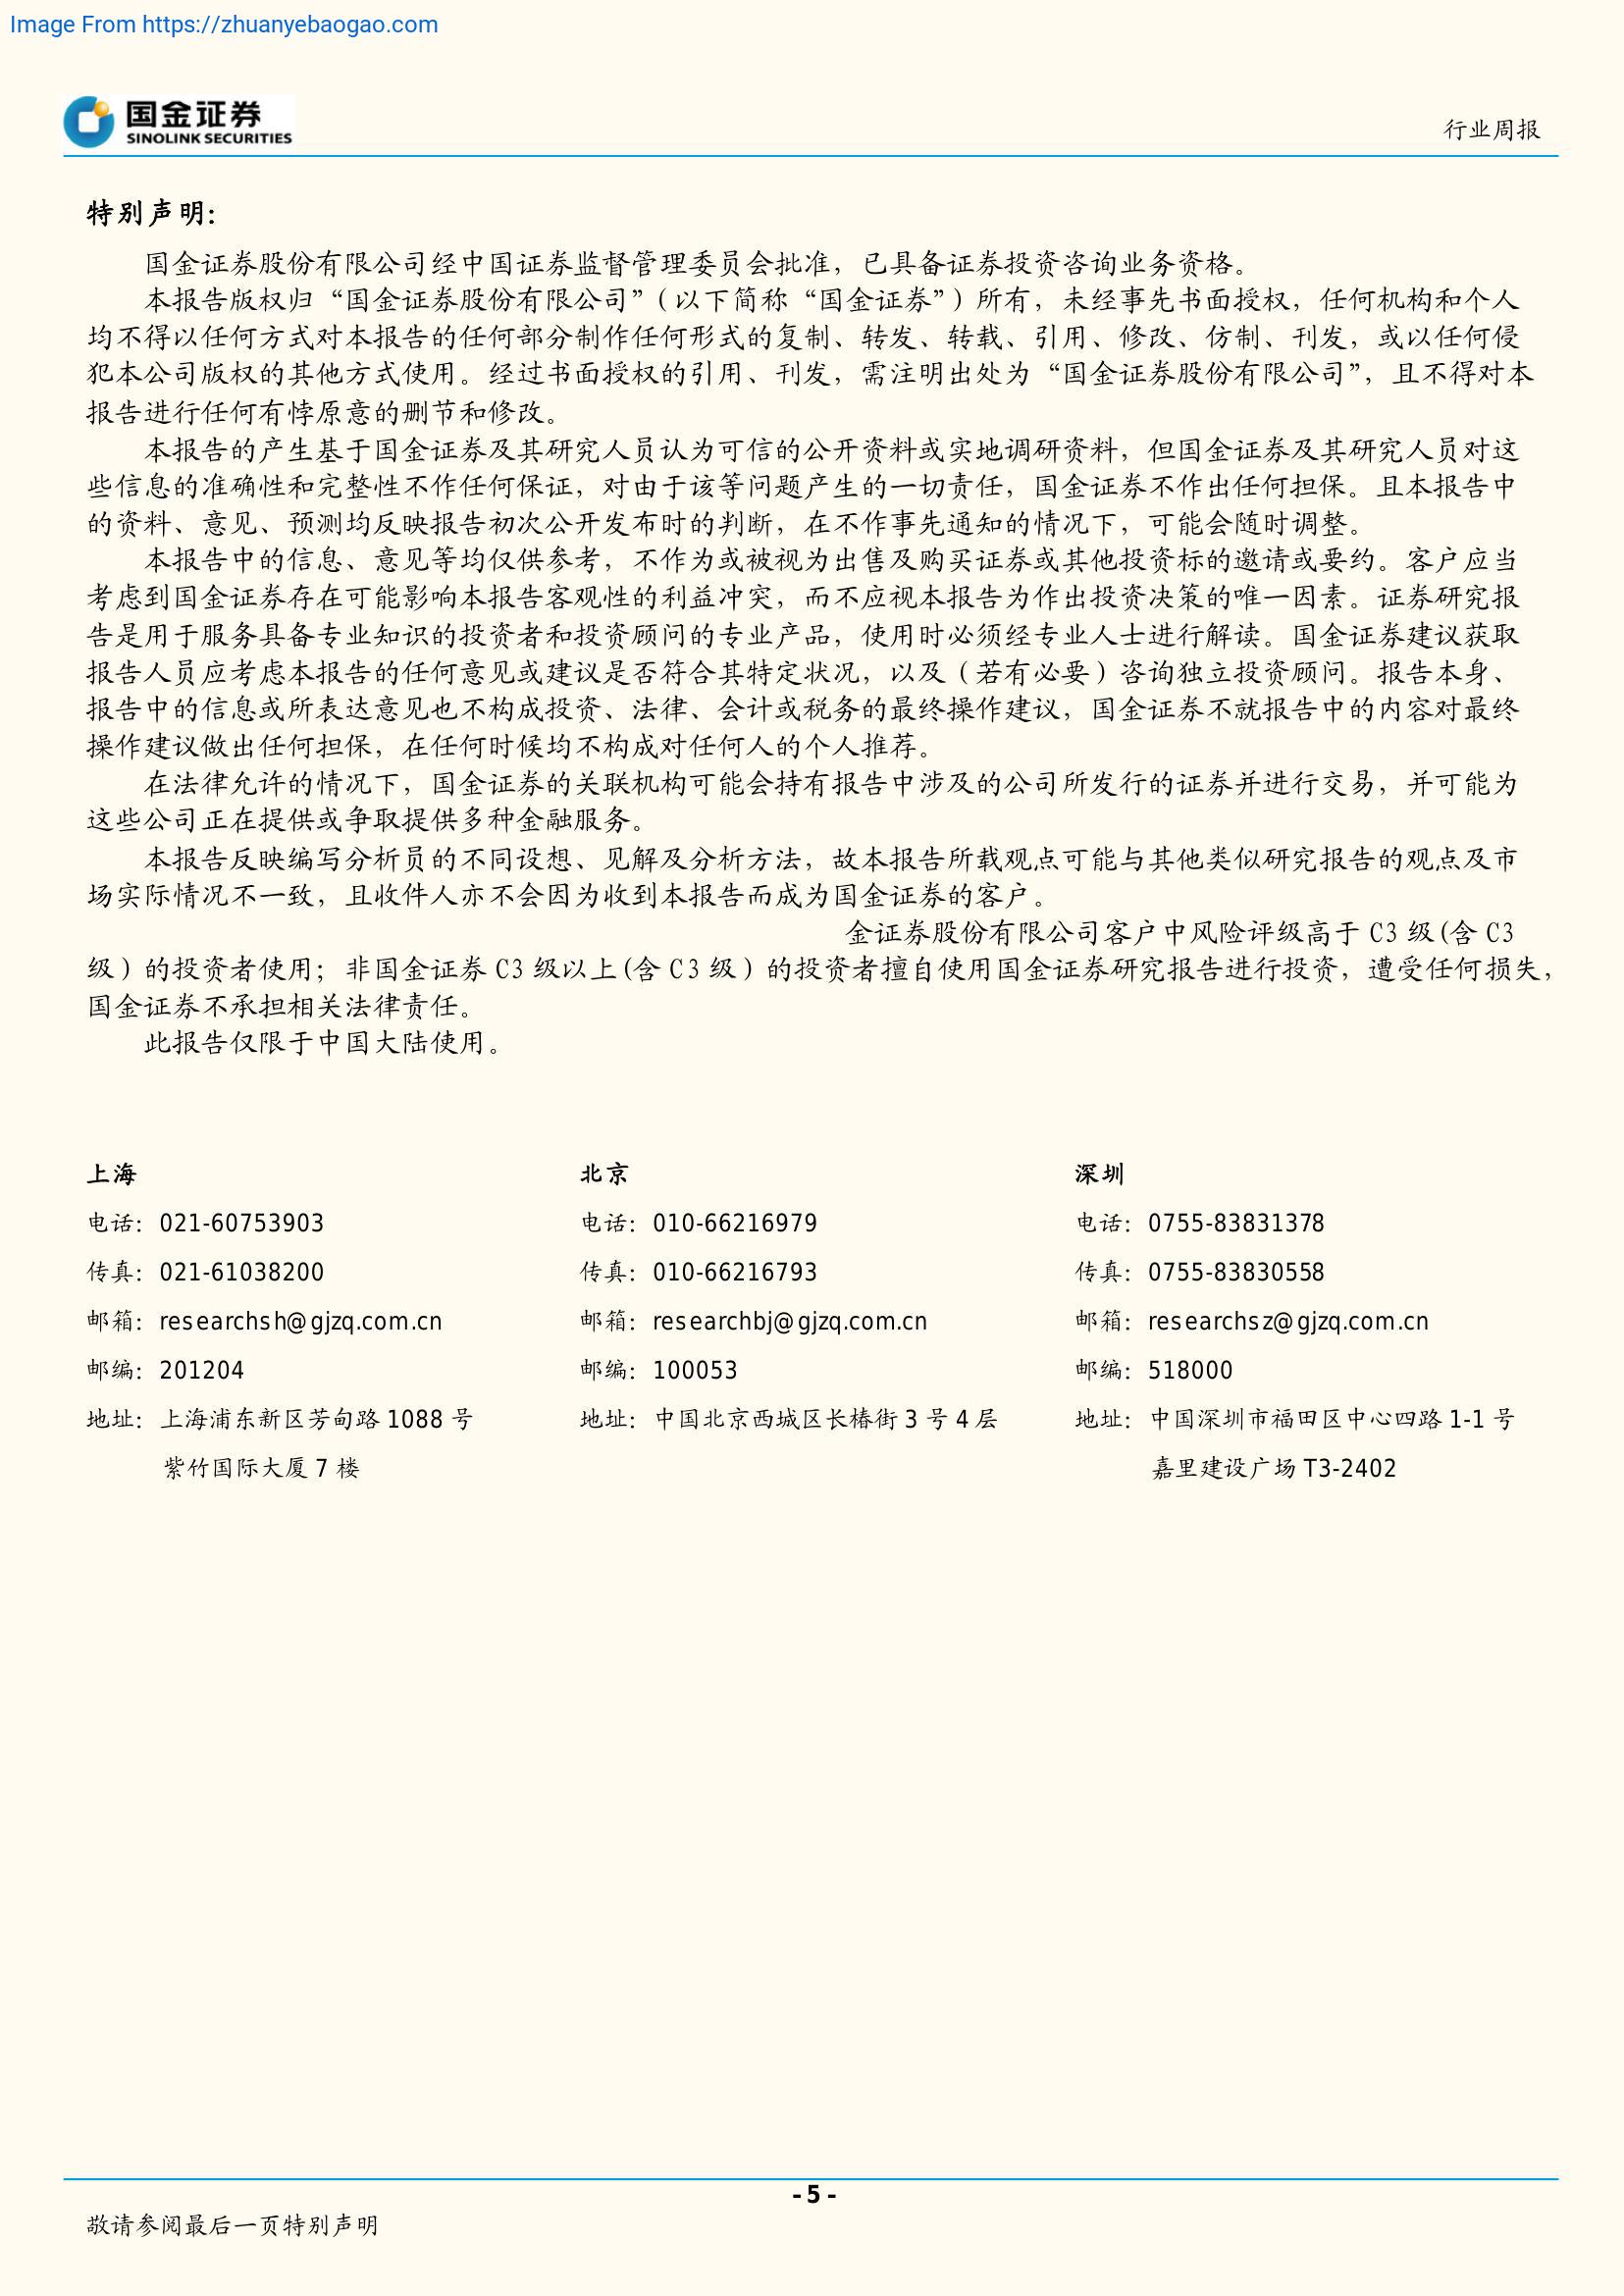 Image From https://zhuanyebaogao.com
国金证券
SINOLINK SECURITIES
行业周报
特别声明：
国金证券股份有限公司经中国证券监督管理委员会批准，已具备证券投资咨询业务资格。
本报告版权归“国金证券股份有限公司”（以下简称“国金证券”）所有，未经事先书面授权，任何机构和个人
均不得以任何方式对本报告的任何部分制作任何形式的复制、转发、转载、引用、修改、仿制、刊发，或以任何侵
犯本公司版权的其他方式使用。经过书面授权的引用、刊发，需注明出处为“国金证券股份有限公司”，且不得对本
报告进行任何有悖原意的删节和修改。
本报告的产生基于国金证券及其研究人员认为可信的公开资料或实地调研资料，但国金证券及其研究人员对这
些信息的准确性和完整性不作任何保证，对由于该等问题产生的一切责任，国金证券不作出任何担保。且本报告中
的资料、意见、预测均反映报告初次公开发布时的判断，在不作事先通知的情况下，可能会随时调整。
本报告中的信息、意见等均仅供参考，不作为或被视为出售及购买证券或其他投资标的邀请或要约。客户应当
考虑到国金证券存在可能影响本报告客观性的利益冲突，而不应视本报告为作出投资决策的唯一因素。证券研究报
告是用于服务具备专业知识的投资者和投资顾问的专业产品，使用时必须经专业人士进行解读。国金证券建议获取
报告人员应考虑本报告的任何意见或建议是否符合其特定状况，以及（若有必要）咨询独立投资顾问。报告本身、
报告中的信息或所表达意见也不构成投资、法律、会计或税务的最终操作建议，国金证券不就报告中的内容对最终
操作建议做出任何担保，在任何时候均不构成对任何人的个人推荐。
在法律允许的情况下，国金证券的关联机构可能会持有报告中涉及的公司所发行的证券并进行交易，并可能为
这些公司正在提供或争取提供多种金融服务。
本报告反映编写分析员的不同设想、见解及分析方法，故本报告所载观点可能与其他类似研究报告的观点及市
场实际情况不一致，且收件人亦不会因为收到本报告而成为国金证券的客户。
金证券股份有限公司客户中风险评级高于 C3 级(含 C3
级）的投资者使用；非国金证券 C3 级以上(含 C3 级）的投资者擅自使用国金证券研究报告进行投资，遭受任何损失，
国金证券不承担相关法律责任。
此报告仅限于中国大陆使用。
上海
电话：021-60753903
传真：021-61038200
邮箱：researchsh@gjzq.com.cn
邮编：201204
地址：上海浦东新区芳甸路 1088 号
紫竹国际大厦 7 楼
北京
电话：010-66216979
传真：010-66216793
邮箱：researchbj@gjzq.com.cn
邮编：100053
地址：中国北京西城区长椿街 3 号 4 层
深圳
电话：0755-83831378
传真：0755-83830558
邮箱：researchsz@gjzq.com.cn
邮编：518000
地址：中国深圳市福田区中心四路 1-1 号
嘉里建设广场 T3-2402
- 5 -
敬请参阅最后一页特别声明